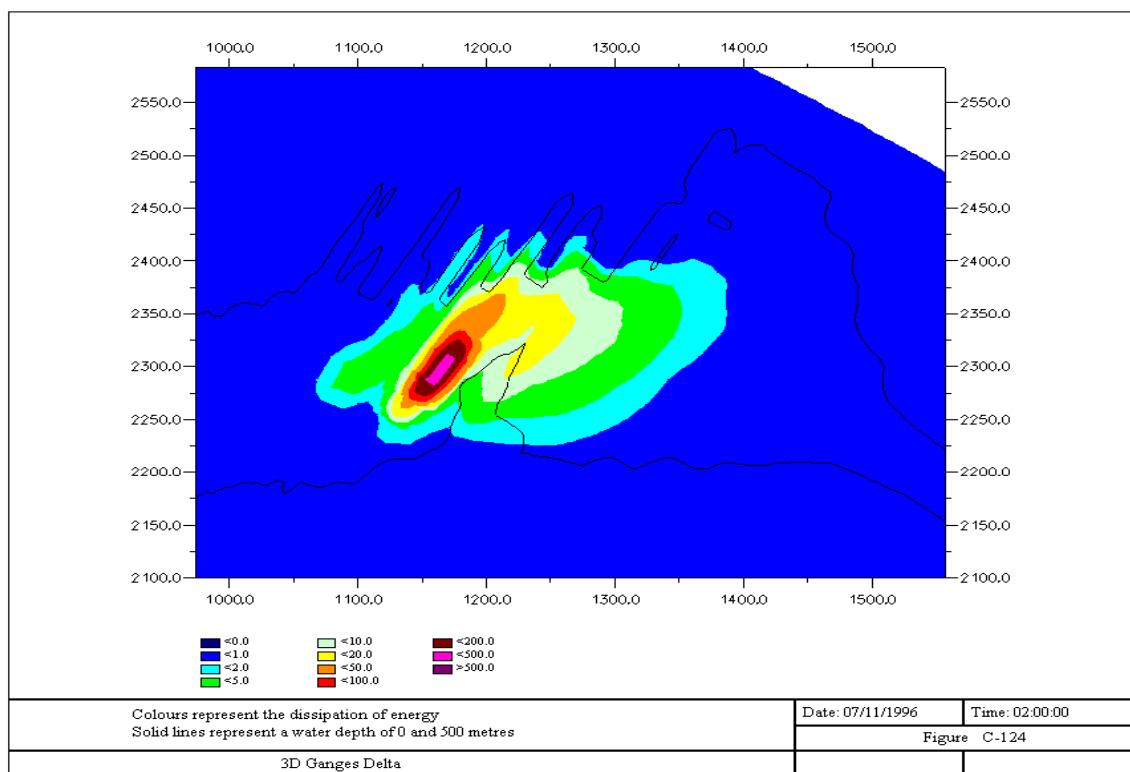 1000.0 1100.0 1200.0 1300.0 1400.0 1500.0
2550.0 2550.0
2500.0 2500.0
2450.0 2450.0
2400.0 2400.0
2350.0 2350.0
2300.0 2300.0
2250.0 2250.0
2200.0 2200.0
2150.0 2150.0
2100.0 2100.0
1000.0 1100.0 1200.0 1300.0 1400.0 1500.0
<0.0 <10.0 <200.0
<1.0 <20.0 <500.0
<2.0 <50.0 >500.0
<5.0 <100.0
Colours represent the dissipation of energy
Solid lines represent a water depth of 0 and 500 metres
Date: 07/11/1996 Time: 02:00:00
Figure C-124
3D Ganges Delta